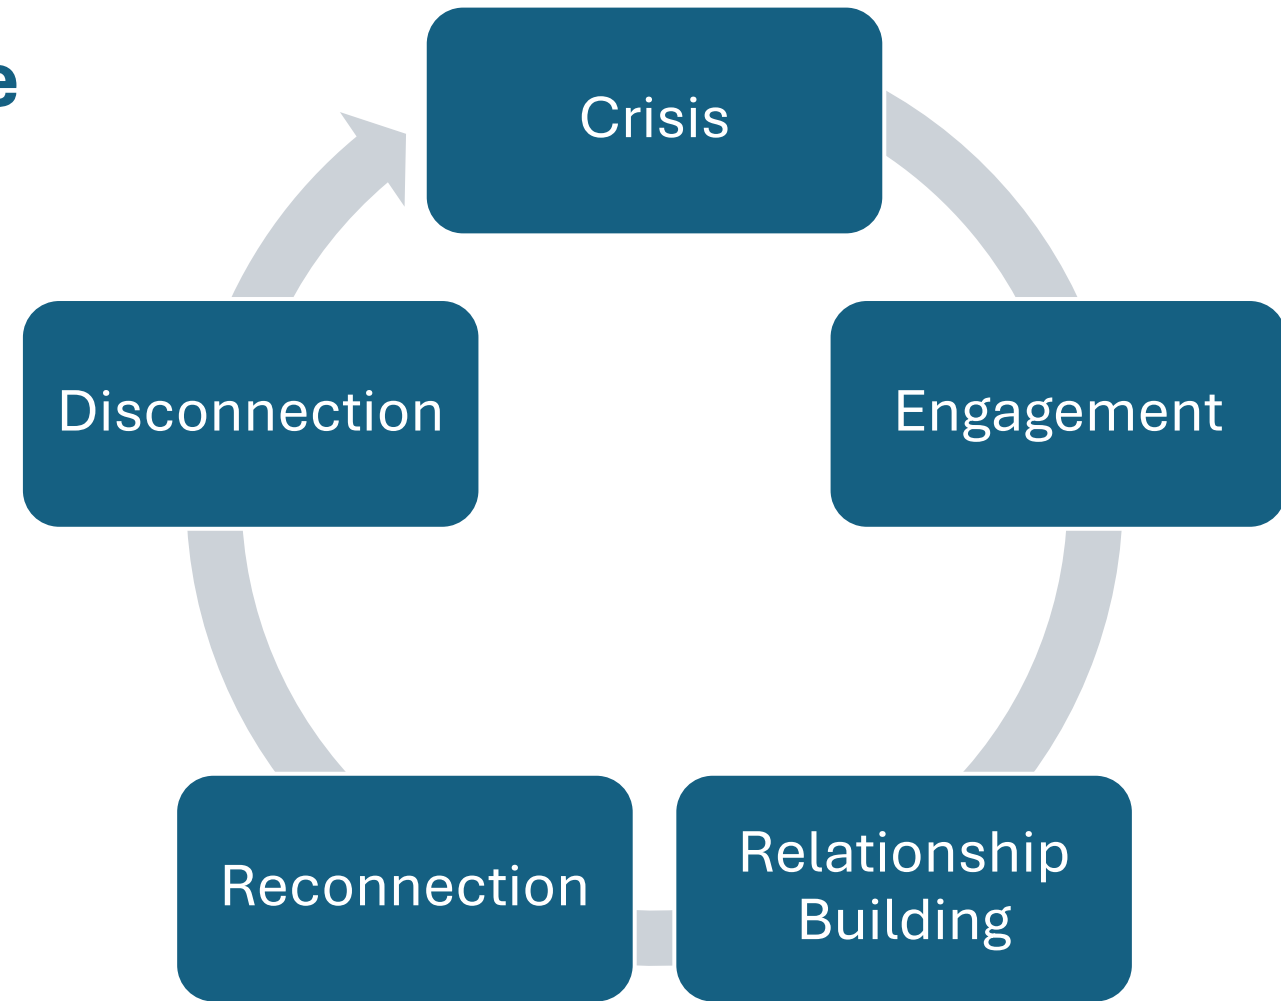 e
Crisis
Disconnection
Engagement
Reconnection
Relationship
Building